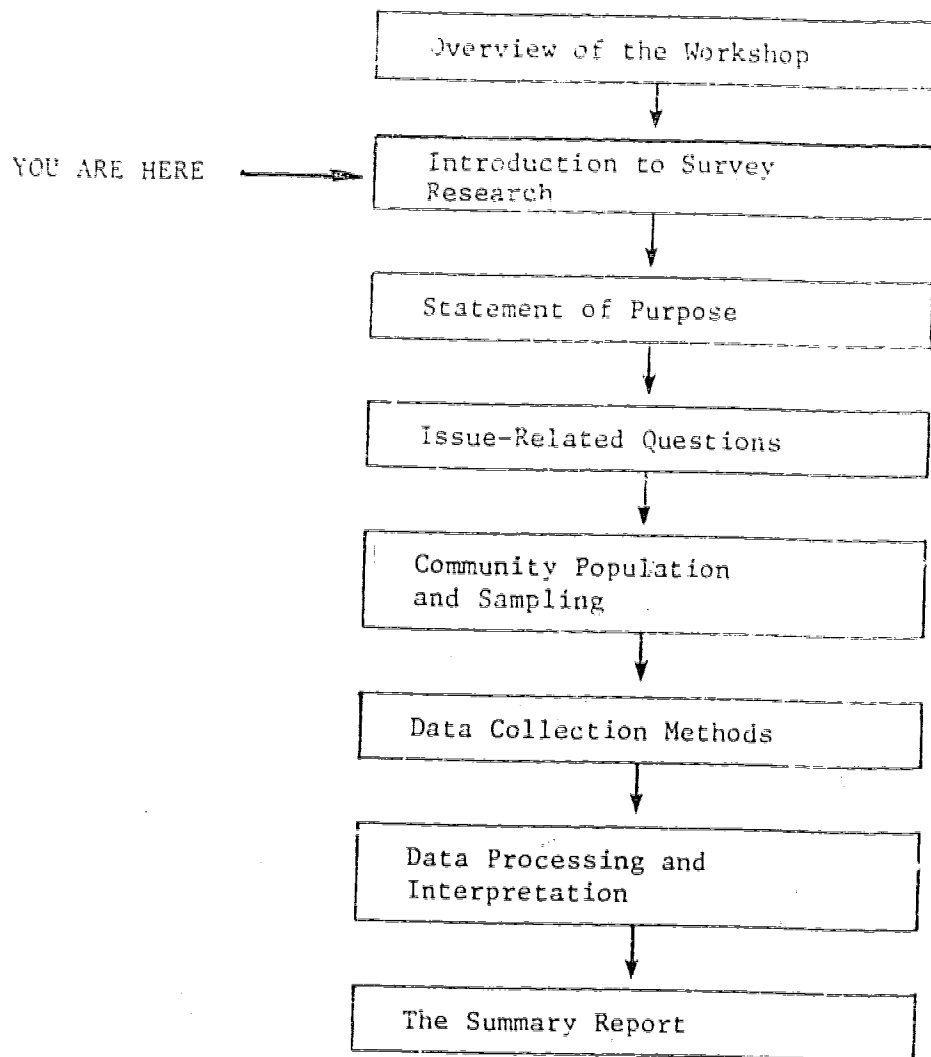 Overview of the Workshop
YOU ARE HERE
Introduction to Survey
Research
Statement of Purpose
Issue-Related Questions
Community Population
and Sampling
Data Collection Methods
Data Processing and
Interpretation
The Summary Report